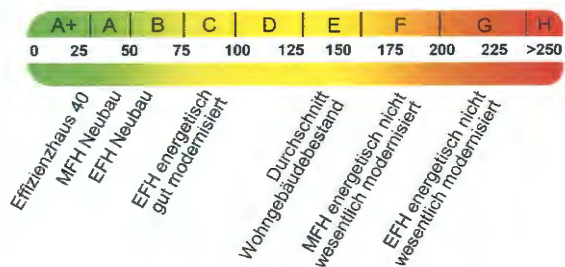 A+ A B C D E F G H
0 25 50 75 100 125 150 175 200 225 >250
Effizienzhaus 40
MFH Neubau
EFH Neubau
EFH energetisch
gut modernisiert
Durchschnitt
Wohngebäudebestand
MFH energetisch nicht
wesentlich modernisiert
EFH energetisch nicht
wesentlich modernisiert